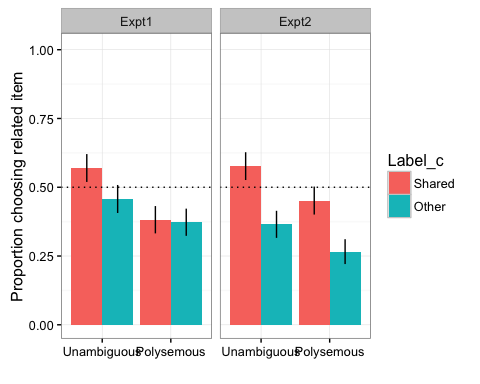 Expt1
Expt2
Proportion choosing related item
1.00
0.75
0.50
0.25
0.00
Unambiguous
Polysemous
Unambiguous
Polysemous
Label_c
Shared
Other